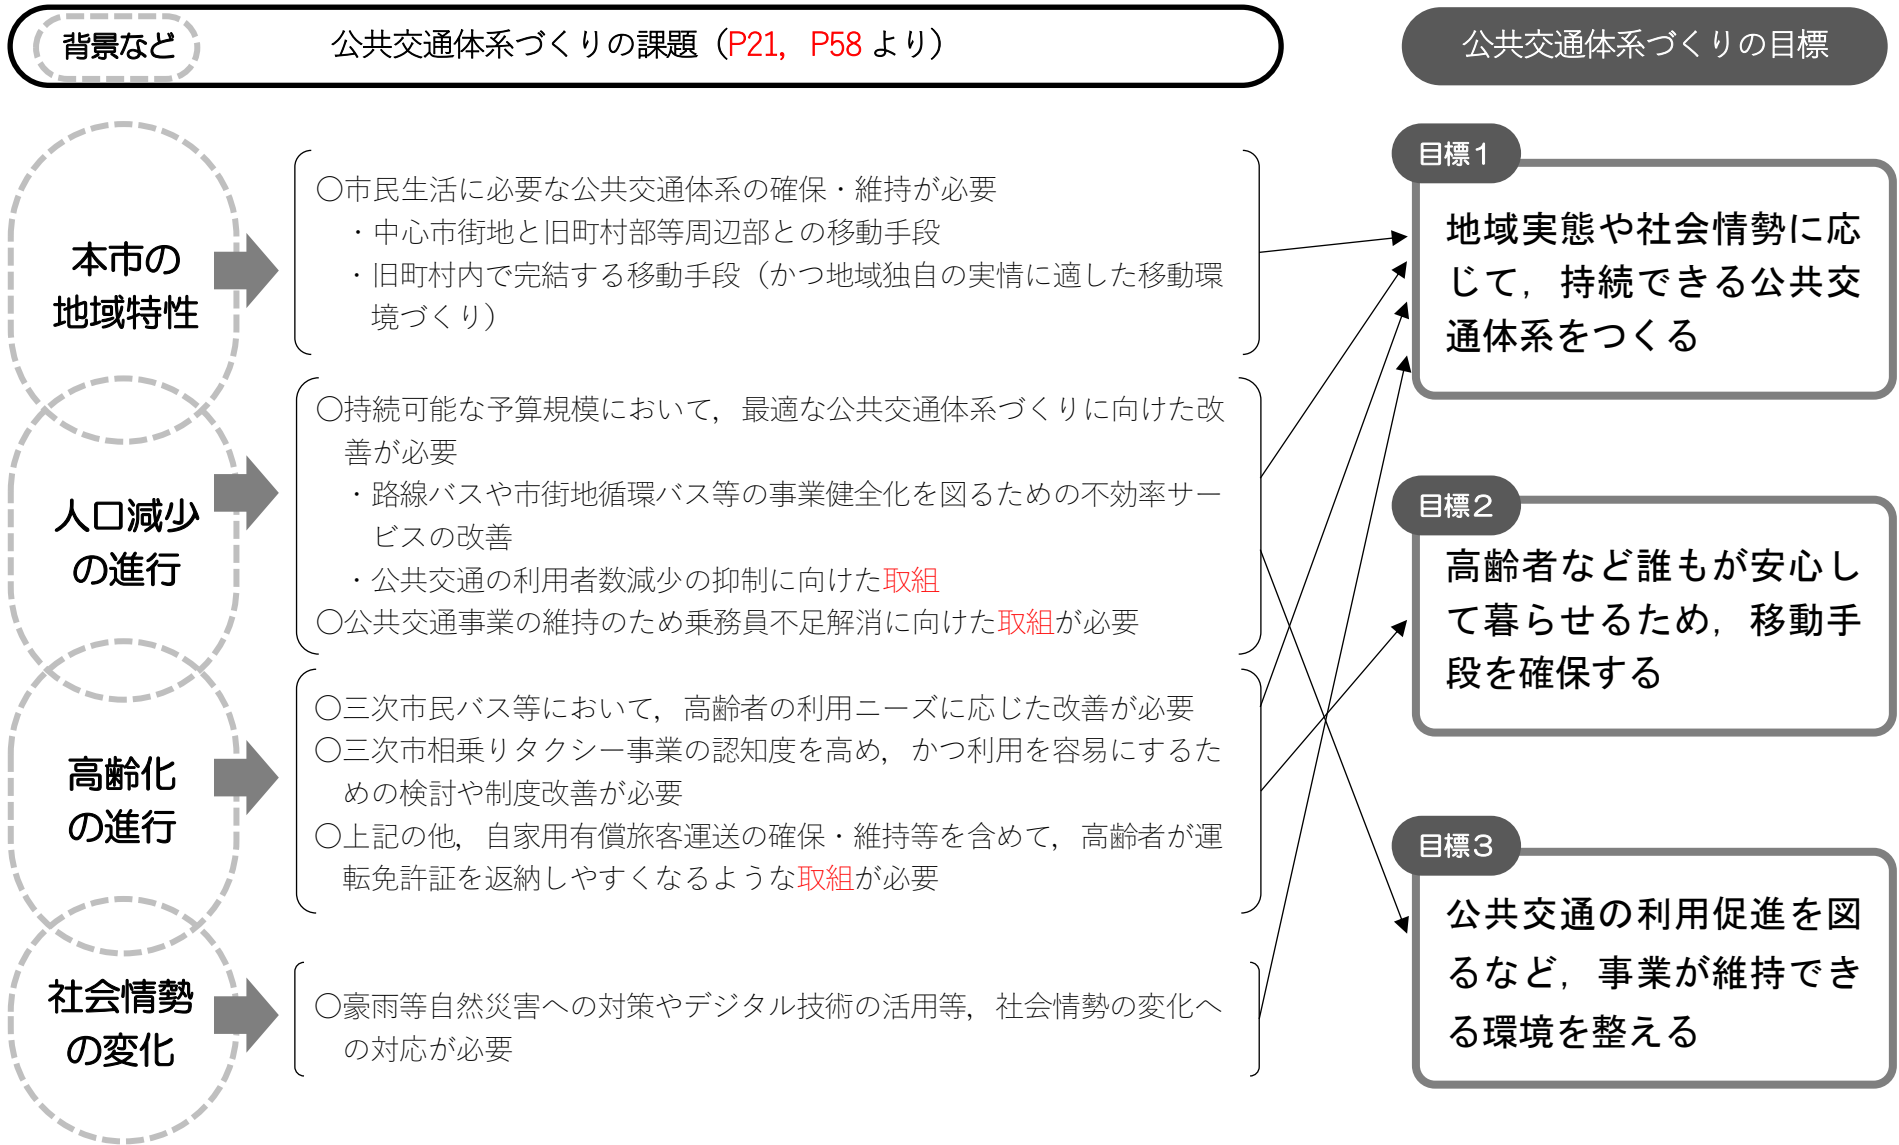 背景など
公共交通体系づくりの課題（P21，P58 より）
公共交通体系づくりの目標
本市の
地域特性
〇市民生活に必要な公共交通体系の確保・維持が必要
・中心市街地と旧町村部等周辺部との移動手段
・旧町村内で完結する移動手段（かつ地域独自の実情に適した移動環
境づくり）
人口減少
の進行
〇持続可能な予算規模において，最適な公共交通体系づくりに向けた改
善が必要
・路線バスや市街地循環バス等の事業健全化を図るための不効率サー
ビスの改善
・公共交通の利用者数減少の抑制に向けた取組
〇公共交通事業の維持のため乗務員不足解消に向けた取組が必要
高齢化
の進行
〇三次市民バス等において，高齢者の利用ニーズに応じた改善が必要
〇三次市相乗りタクシー事業の認知度を高め，かつ利用を容易にするた
めの検討や制度改善が必要
〇上記の他，自家用有償旅客運送の確保・維持等を含めて，高齢者が運
転免許証を返納しやすくなるような取組が必要
社会情勢
の変化
〇豪雨等自然災害への対策やデジタル技術の活用等，社会情勢の変化へ
の対応が必要
目標１
地域実態や社会情勢に応
じて，持続できる公共交
通体系をつくる
目標２
高齢者など誰もが安心し
て暮らせるため，移動手
段を確保する
目標３
公共交通の利用促進を図
るなど，事業が維持でき
る環境を整える